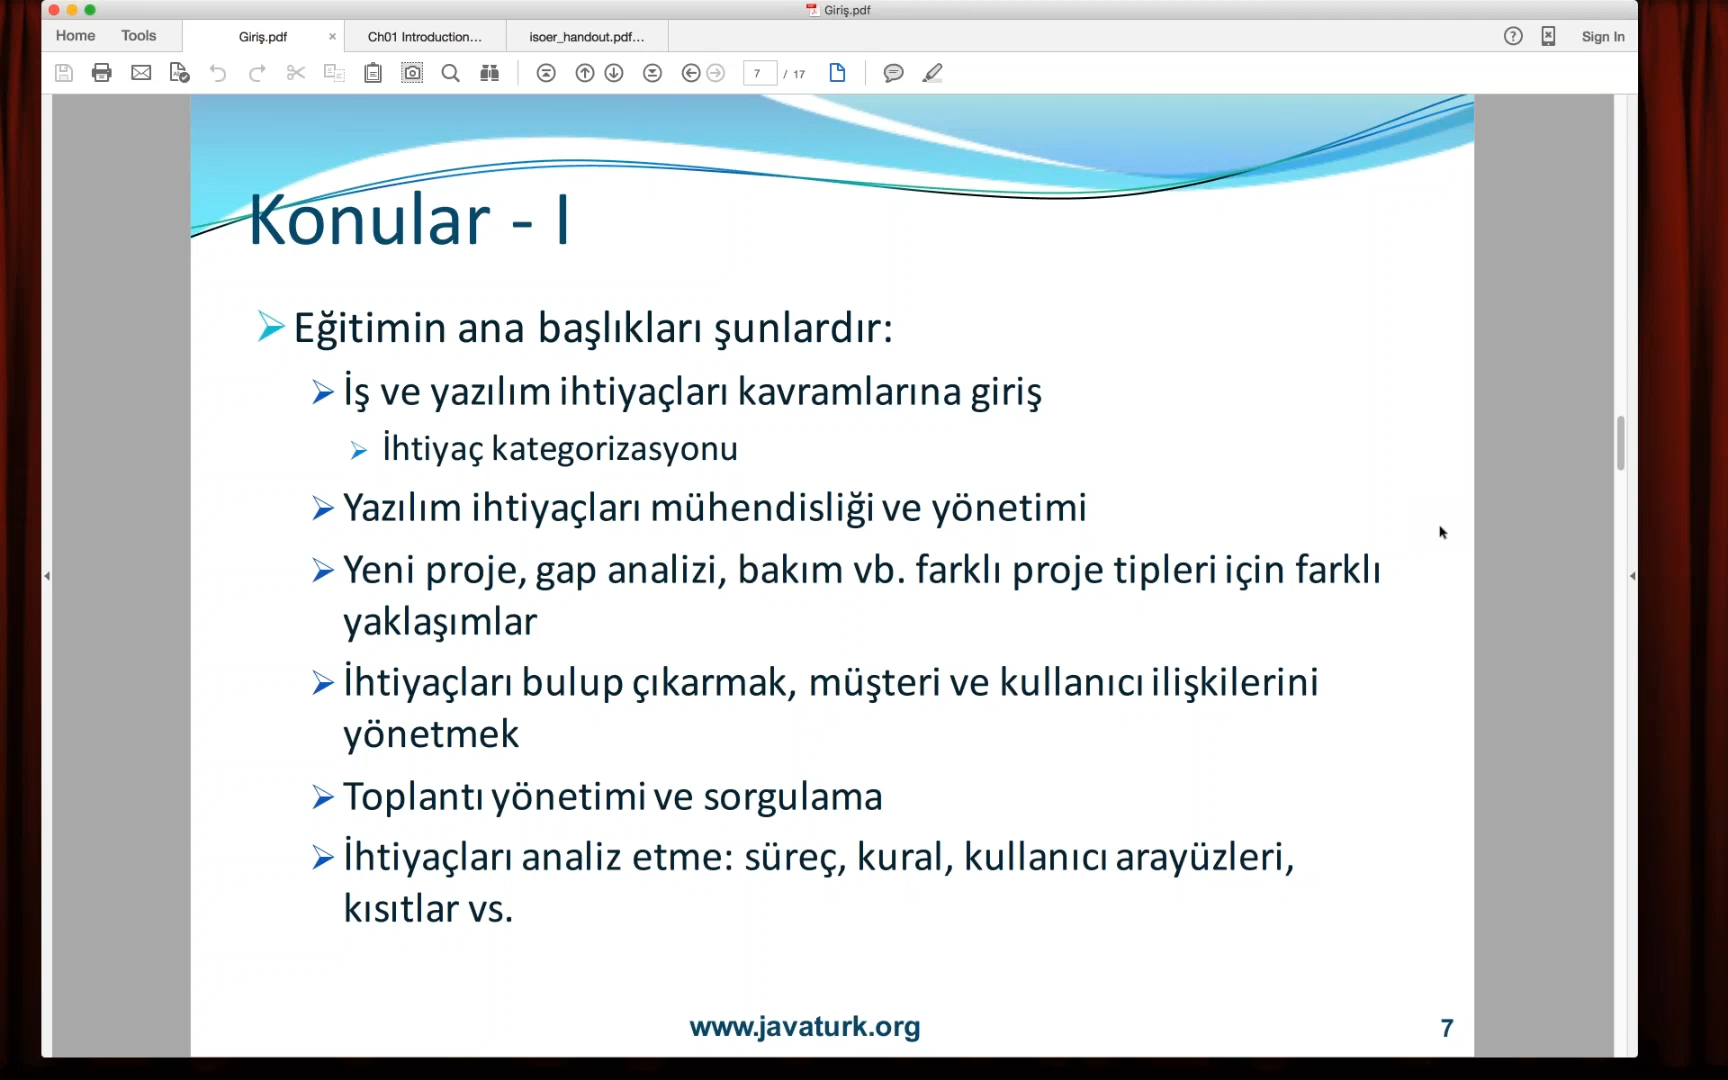 Giriş.pdf
Home Tools Giriş.pdf × Ch01 Introduction... isoer_handout.pdf... Sign In
7 / 17
Konular - I
Eğitimin ana başlıkları şunlardır:
İş ve yazılım ihtiyaçları kavramlarına giriş
İhtiyaç kategorizasyonu
Yazılım ihtiyaçları mühendisliği ve yönetimi
Yeni proje, gap analizi, bakım vb. farklı proje tipleri için farklı
yaklaşımlar
İhtiyaçları bulup çıkarmak, müşteri ve kullanıcı ilişkilerini
yönetmek
Toplantı yönetimi ve sorgulama
İhtiyaçları analiz etme: süreç, kural, kullanıcı arayüzleri,
kısıtlar vs.
www.javaturk.org 7